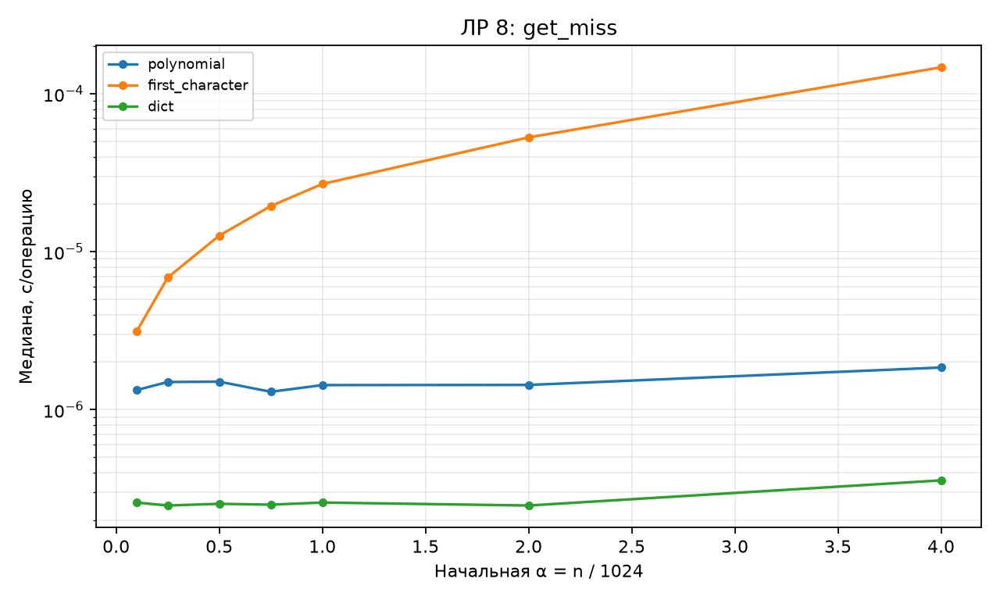 ЛР 8: get_miss
polynomial
first_character
dict
Медиана, с/операцию
10⁻⁴
10⁻⁵
10⁻⁶
0.0 0.5 1.0 1.5 2.0 2.5 3.0 3.5 4.0
Начальная α = n / 1024